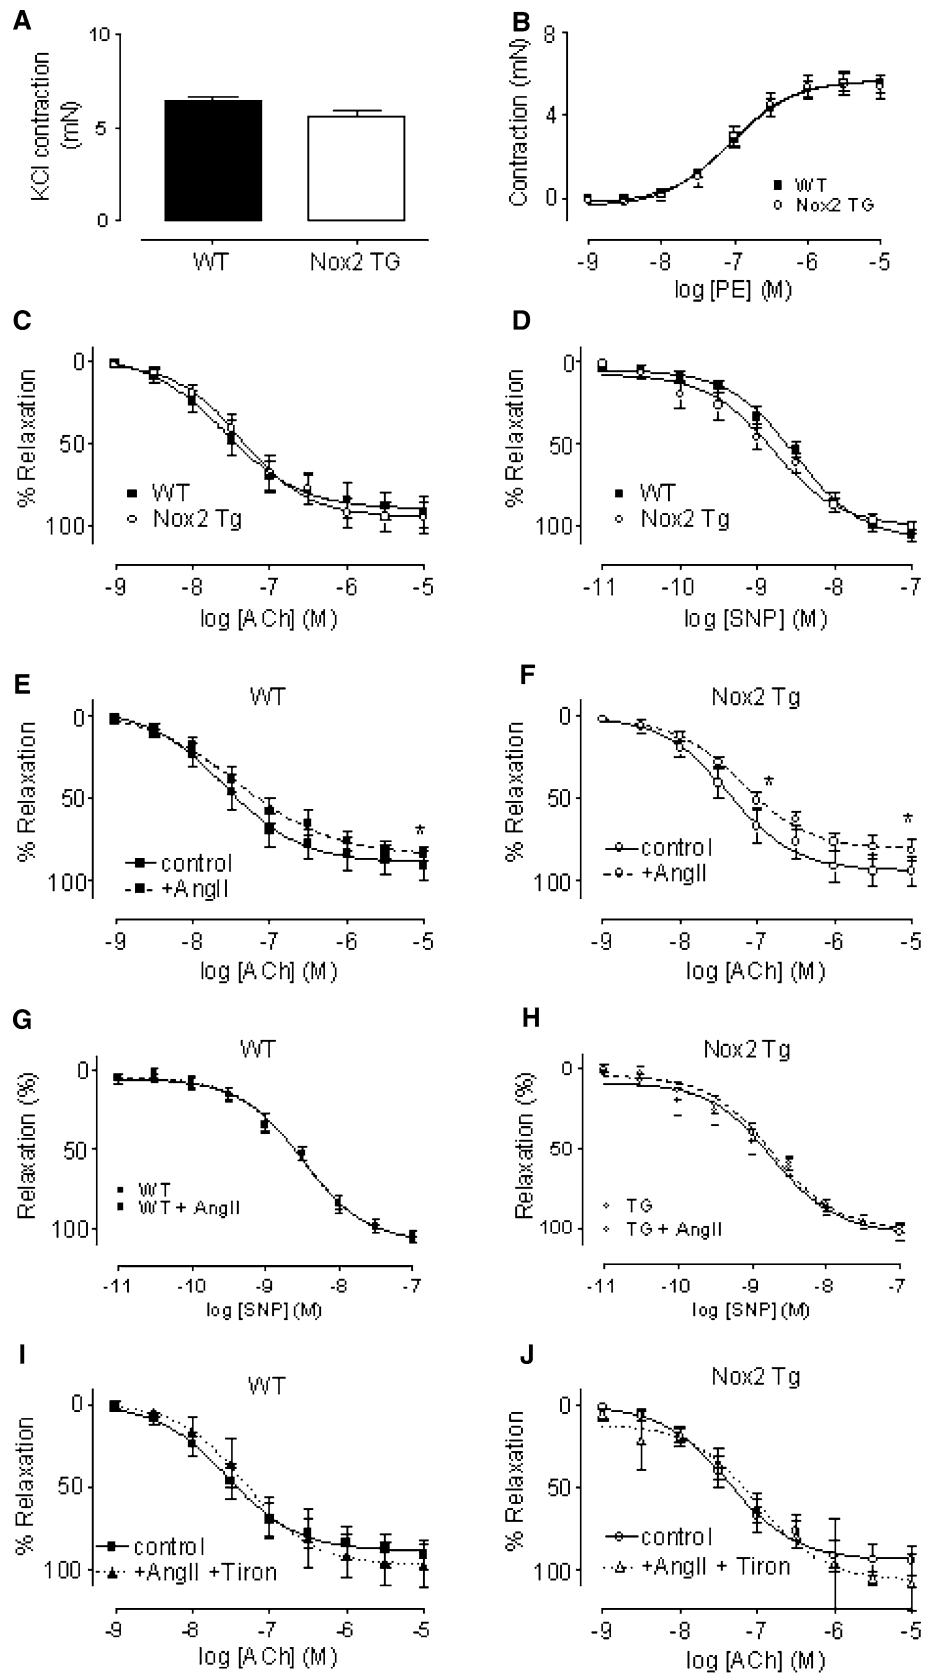 A
KCl contraction
(mN)
10
5
0
WT
Nox2 TG
B
Contraction (mN)
8
4
0
WT
Nox2 TG
-9
-8
-7
-6
-5
log [PE] (M)
C
% Relaxation
0
50
100
WT
Nox2 Tg
-9
-8
-7
-6
-5
log [ACh] (M)
D
% Relaxation
0
50
100
WT
Nox2 Tg
-11
-10
-9
-8
-7
log [SNP] (M)
E
WT
% Relaxation
0
50
100
*
control
+AngII
-9
-8
-7
-6
-5
log [ACh] (M)
F
Nox2 Tg
% Relaxation
0
50
100
*
*
control
+AngII
-9
-8
-7
-6
-5
log [ACh] (M)
G
WT
Relaxation (%)
0
50
100
WT
WT + AngII
-11
-10
-9
-8
-7
log [SNP] (M)
H
Nox2 Tg
Relaxation (%)
0
50
100
TG
TG + AngII
-11
-10
-9
-8
-7
log [SNP] (M)
I
WT
% Relaxation
0
50
100
control
+AngII +Tiron
-9
-8
-7
-6
-5
log [ACh] (M)
J
Nox2 Tg
% Relaxation
0
50
100
control
+AngII + Tiron
-9
-8
-7
-6
-5
log [ACh] (M)